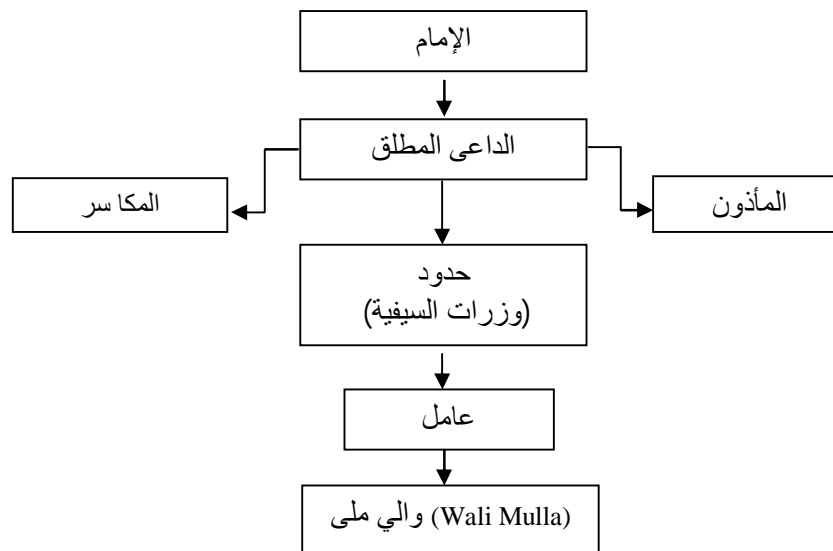 الإمام
الداعى المطلق
المأذون
المكا سر
حدود
(وزرات السيفية)
عامل
والي ملى (Wali Mulla)